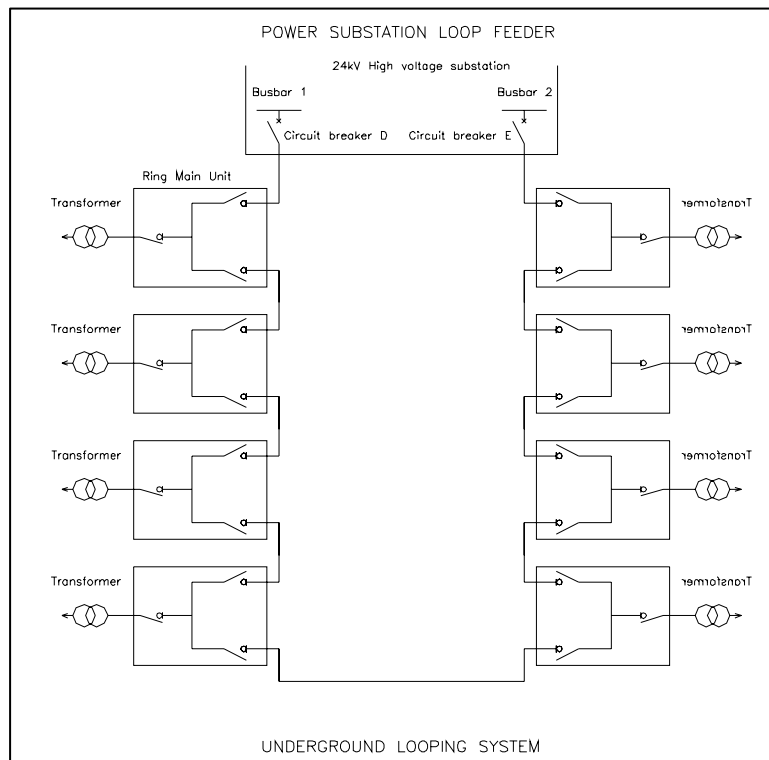 POWER SUBSTATION LOOP FEEDER
24kV High voltage substation
Busbar 1
Busbar 2
Circuit breaker D
Circuit breaker E
Ring Main Unit
Transformer
Transformer
Transformer
Transformer
Transformer
Transformer
Transformer
Transformer
UNDERGROUND LOOPING SYSTEM